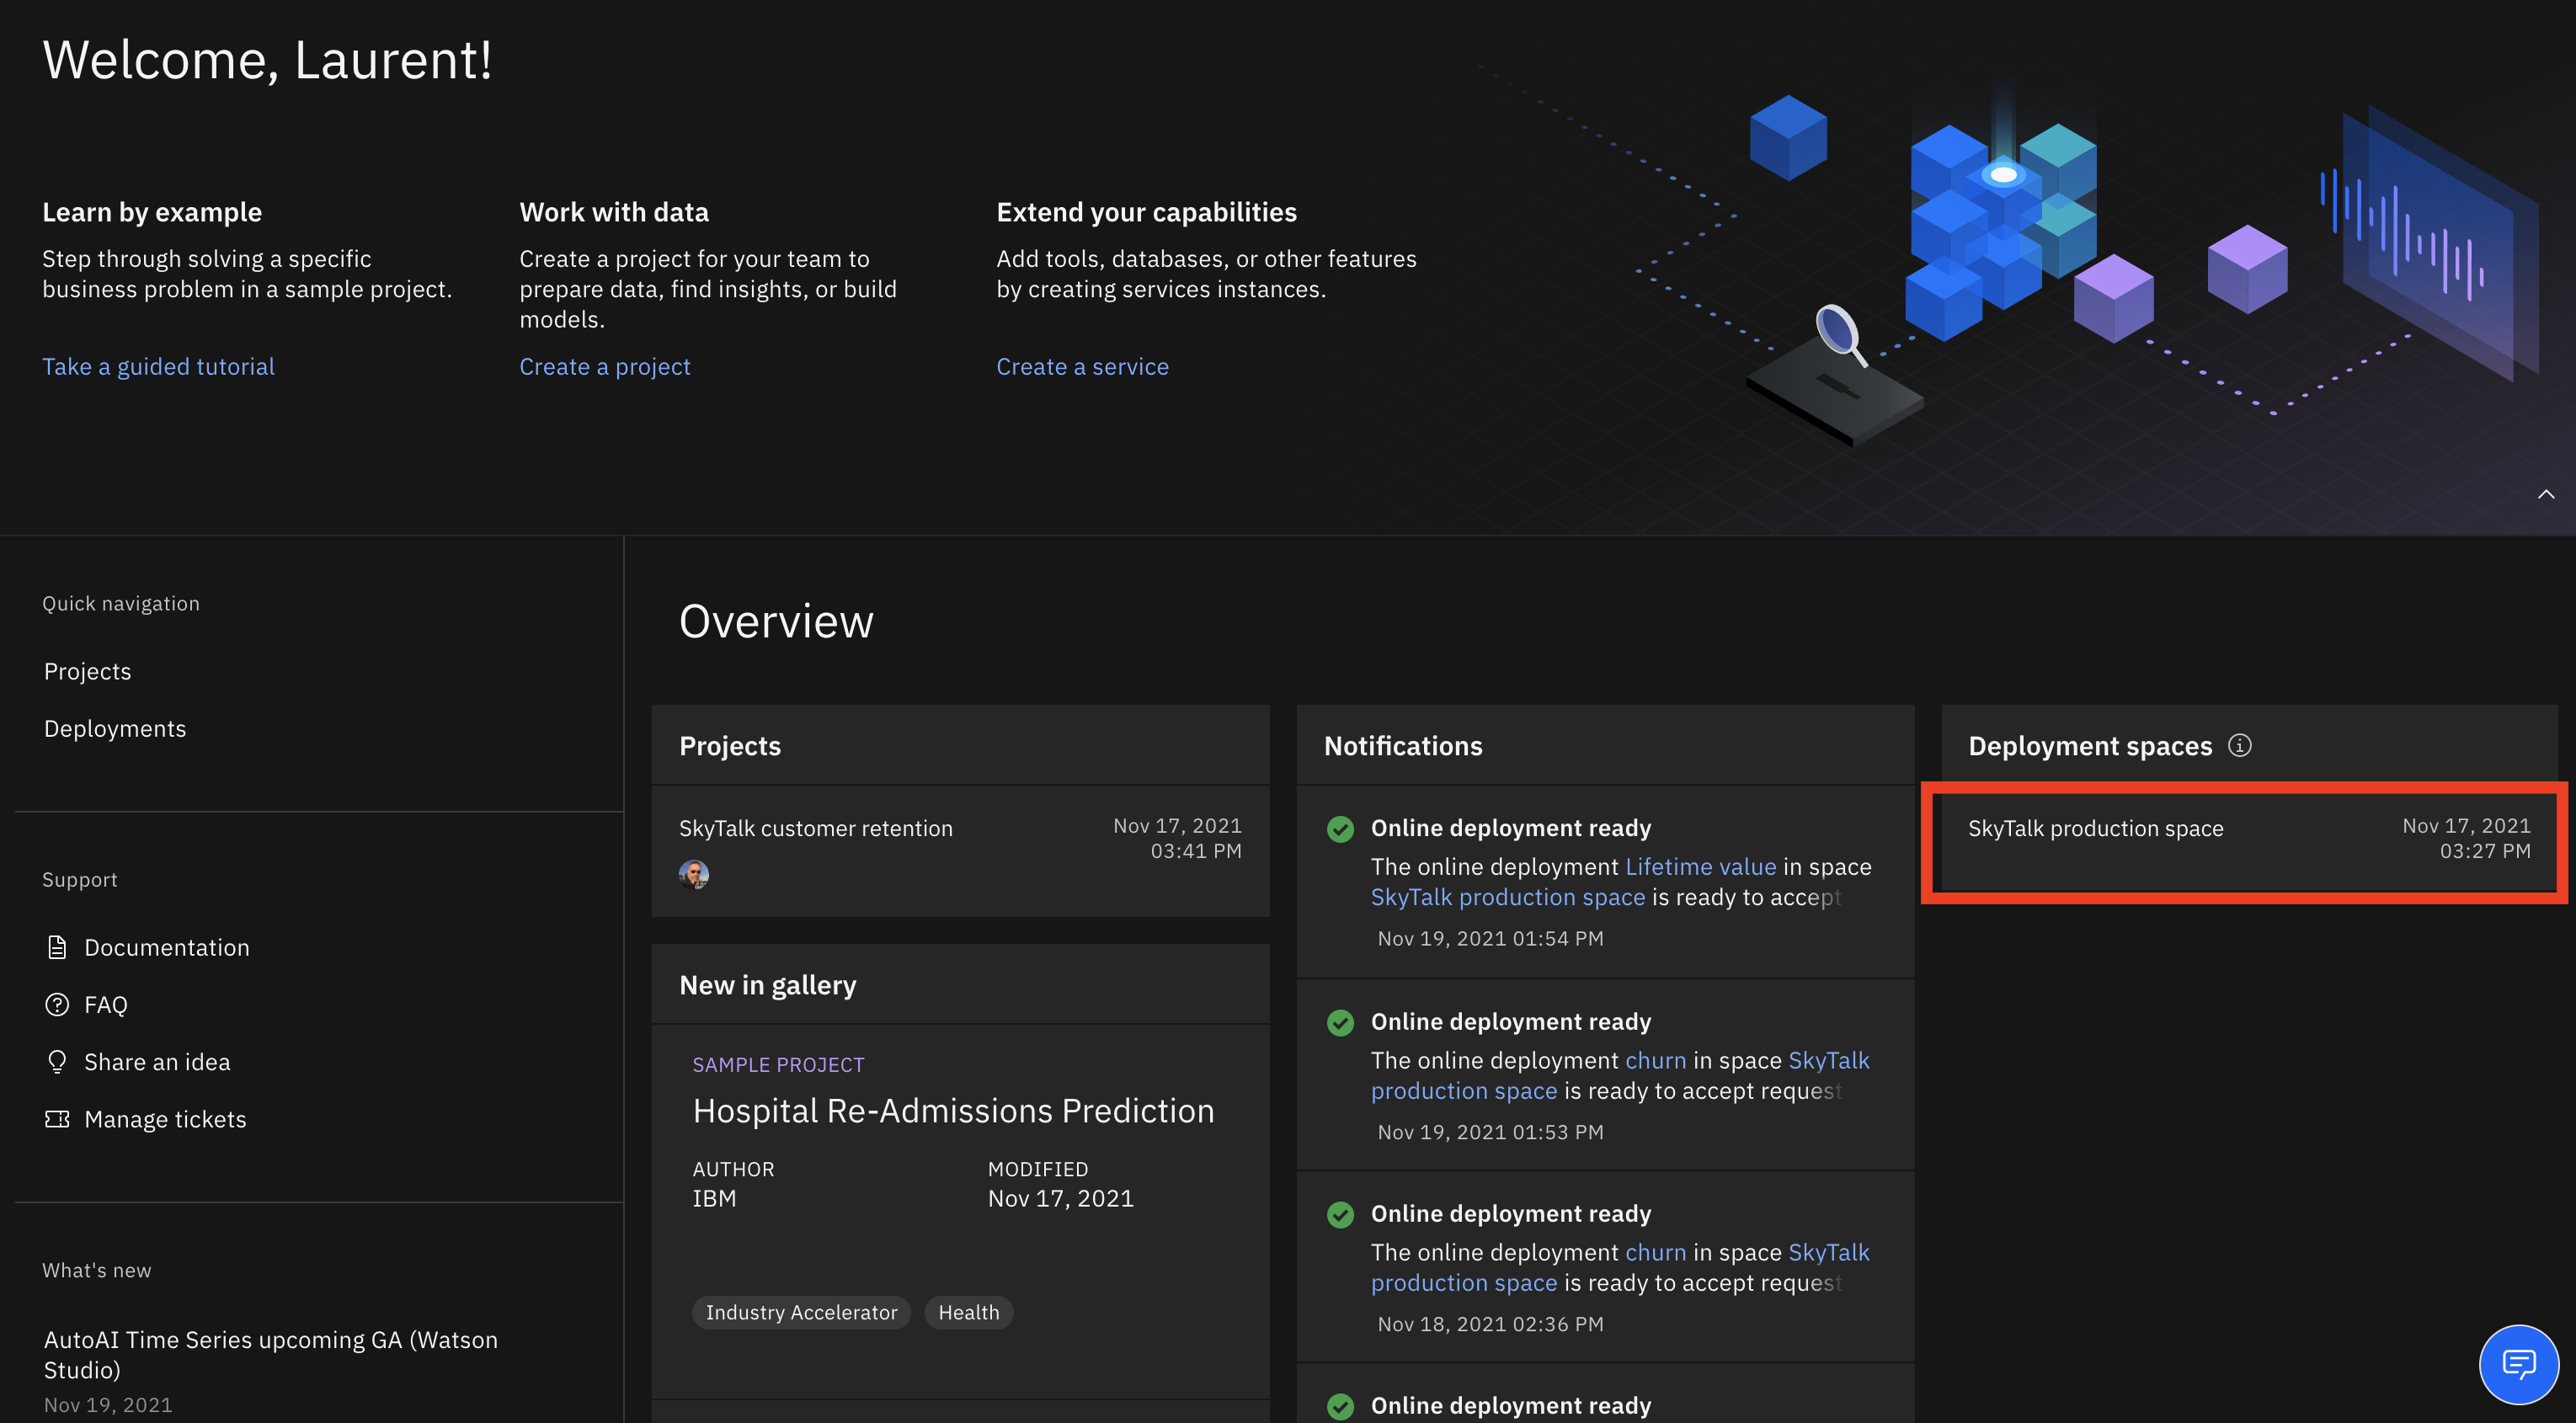 Welcome, Laurent!
Learn by example
Step through solving a specific
business problem in a sample project.
Take a guided tutorial
Work with data
Create a project for your team to
prepare data, find insights, or build
models.
Create a project
Extend your capabilities
Add tools, databases, or other features
by creating services instances.
Create a service
Quick navigation
Projects
Deployments
Support
Documentation
FAQ
Share an idea
Manage tickets
What's new
AutoAI Time Series upcoming GA (Watson
Studio)
Nov 19, 2021
Overview
Projects
SkyTalk customer retention
Nov 17, 2021
03:41 PM
New in gallery
SAMPLE PROJECT
Hospital Re-Admissions Prediction
AUTHOR
IBM
MODIFIED
Nov 17, 2021
Industry Accelerator
Health
Notifications
Online deployment ready
The online deployment Lifetime value in space
SkyTalk production space is ready to accept
Nov 19, 2021 01:54 PM
Online deployment ready
The online deployment churn in space SkyTalk
production space is ready to accept request
Nov 19, 2021 01:53 PM
Online deployment ready
The online deployment churn in space SkyTalk
production space is ready to accept request
Nov 18, 2021 02:36 PM
Online deployment ready
Deployment spaces
SkyTalk production space
Nov 17, 2021
03:27 PM